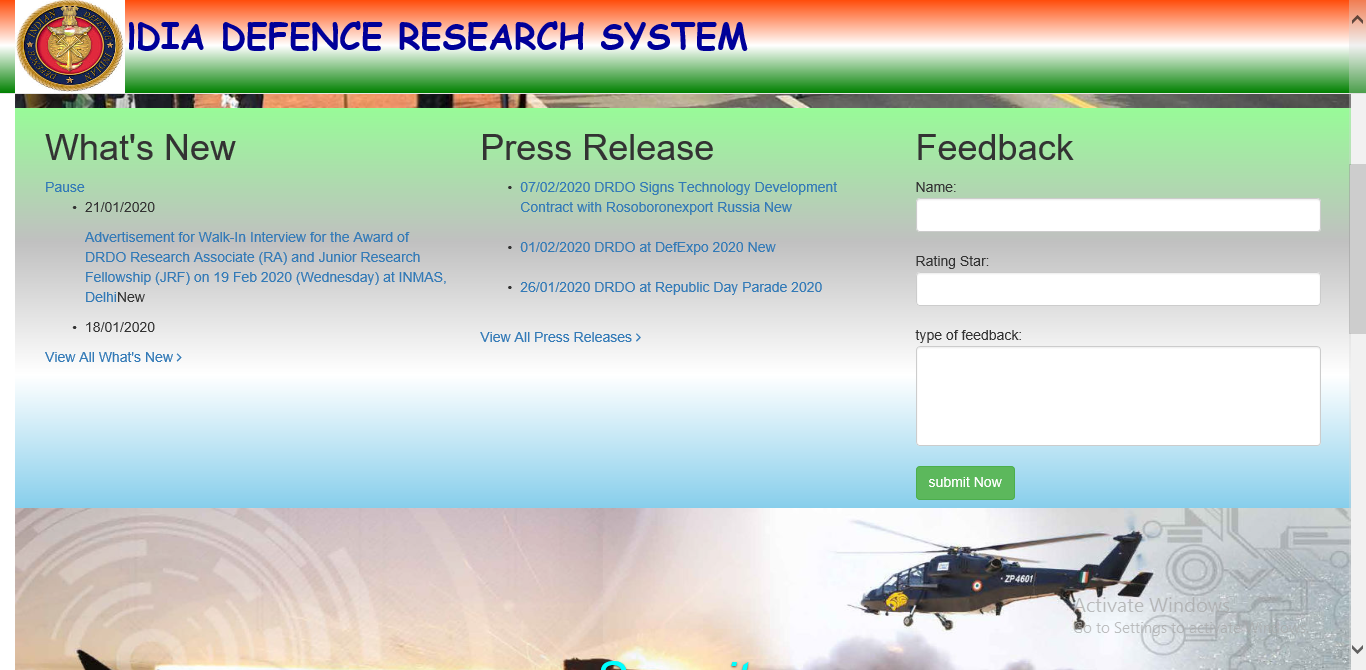 INDIAN DEFENCE
NDIA DEFENCE RESEARCH SYSTEM
What's New
Pause
• 21/01/2020
Advertisement for Walk-In Interview for the Award of
DRDO Research Associate (RA) and Junior Research
Fellowship (JRF) on 19 Feb 2020 (Wednesday) at INMAS,
DelhiNew
• 18/01/2020
View All What's New >
Press Release
• 07/02/2020 DRDO Signs Technology Development
Contract with Rosoboronexport Russia New
• 01/02/2020 DRDO at DefExpo 2020 New
• 26/01/2020 DRDO at Republic Day Parade 2020
View All Press Releases >
Feedback
Name:
Rating Star:
type of feedback:
submit Now
ZP4601
Activate Windows
Go to Settings to activate